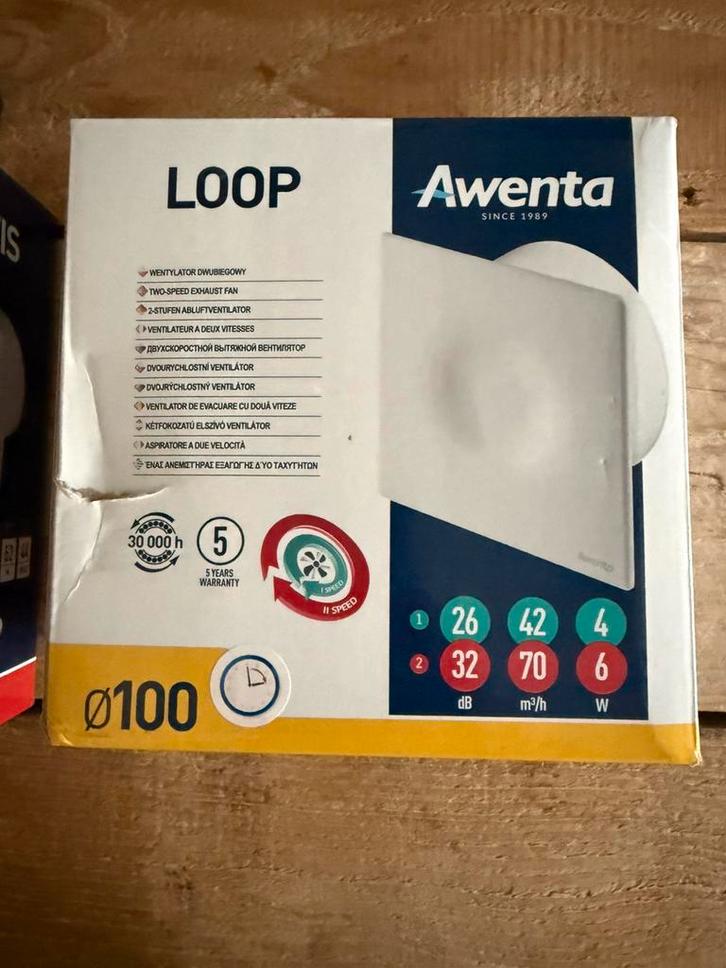 LOOP
Awenta
SINCE 1989
WENTYLATOR DWUBIEGOWY
TWO-SPEED EXHAUST FAN
2-STUFEN ABLUFTVENTILATOR
VENTILATEUR A DEUX VITESSES
ДВУХСКОРОСТНОЙ ВЫТЯЖНОЙ ВЕНТИЛЯТОР
DVOURYCHLOSTNÍ VENTILÁTOR
DVOJRÝCHLOSTNÝ VENTILÁTOR
VENTILATOR DE EVACUARE CU DOUĂ VITEZE
KÉTFOKOZATÚ ELSZÍVÓ VENTILÁTOR
ASPIRATORE A DUE VELOCITÀ
ΈΝΑΣ ΑΝΕΜΙΣΤΗΡΑΣ ΕΞΑΓΩΓΗΣ ΔΎΟ ΤΑΧΥΤΉΤΩΝ
30 000 h
5
5 YEARS
WARRANTY
I SPEED
II SPEED
Awenta
1 26 42 4
2 32 70 6
dB m³/h W
Ø100
IS